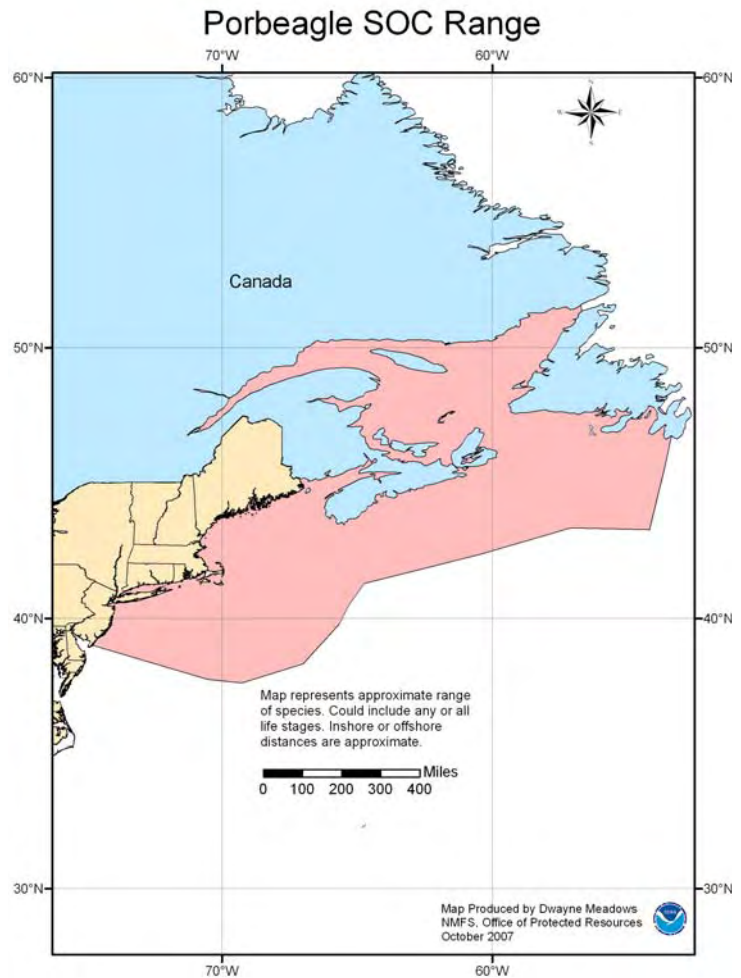 Porbeagle SOC Range
70°W 60°W
60°N 60°N
Canada
50°N 50°N
40°N 40°N
Map represents approximate range
of species. Could include any or all
life stages. Inshore or offshore
distances are approximate.
Miles
0 100 200 300 400
30°N 30°N
Map Produced by Dwayne Meadows
NMFS, Office of Protected Resources
October 2007
70°W 60°W